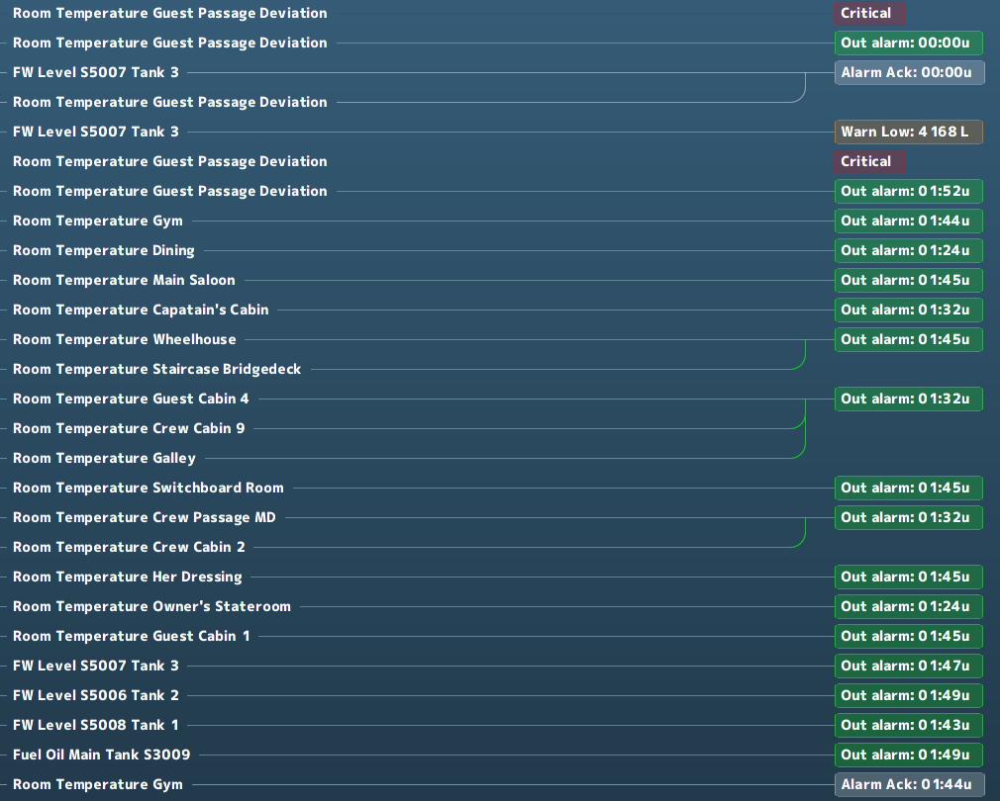 Room Temperature Guest Passage Deviation Critical
Room Temperature Guest Passage Deviation Out alarm: 00:00u
FW Level S5007 Tank 3 Alarm Ack: 00:00u
Room Temperature Guest Passage Deviation
FW Level S5007 Tank 3 Warn Low: 4 168 L
Room Temperature Guest Passage Deviation Critical
Room Temperature Guest Passage Deviation Out alarm: 01:52u
Room Temperature Gym Out alarm: 01:44u
Room Temperature Dining Out alarm: 01:24u
Room Temperature Main Saloon Out alarm: 01:45u
Room Temperature Capatain's Cabin Out alarm: 01:32u
Room Temperature Wheelhouse Out alarm: 01:45u
Room Temperature Staircase Bridgedeck
Room Temperature Guest Cabin 4 Out alarm: 01:32u
Room Temperature Crew Cabin 9
Room Temperature Galley
Room Temperature Switchboard Room Out alarm: 01:45u
Room Temperature Crew Passage MD Out alarm: 01:32u
Room Temperature Crew Cabin 2
Room Temperature Her Dressing Out alarm: 01:45u
Room Temperature Owner's Stateroom Out alarm: 01:24u
Room Temperature Guest Cabin 1 Out alarm: 01:45u
FW Level S5007 Tank 3 Out alarm: 01:47u
FW Level S5006 Tank 2 Out alarm: 01:49u
FW Level S5008 Tank 1 Out alarm: 01:43u
Fuel Oil Main Tank S3009 Out alarm: 01:49u
Room Temperature Gym Alarm Ack: 01:44u